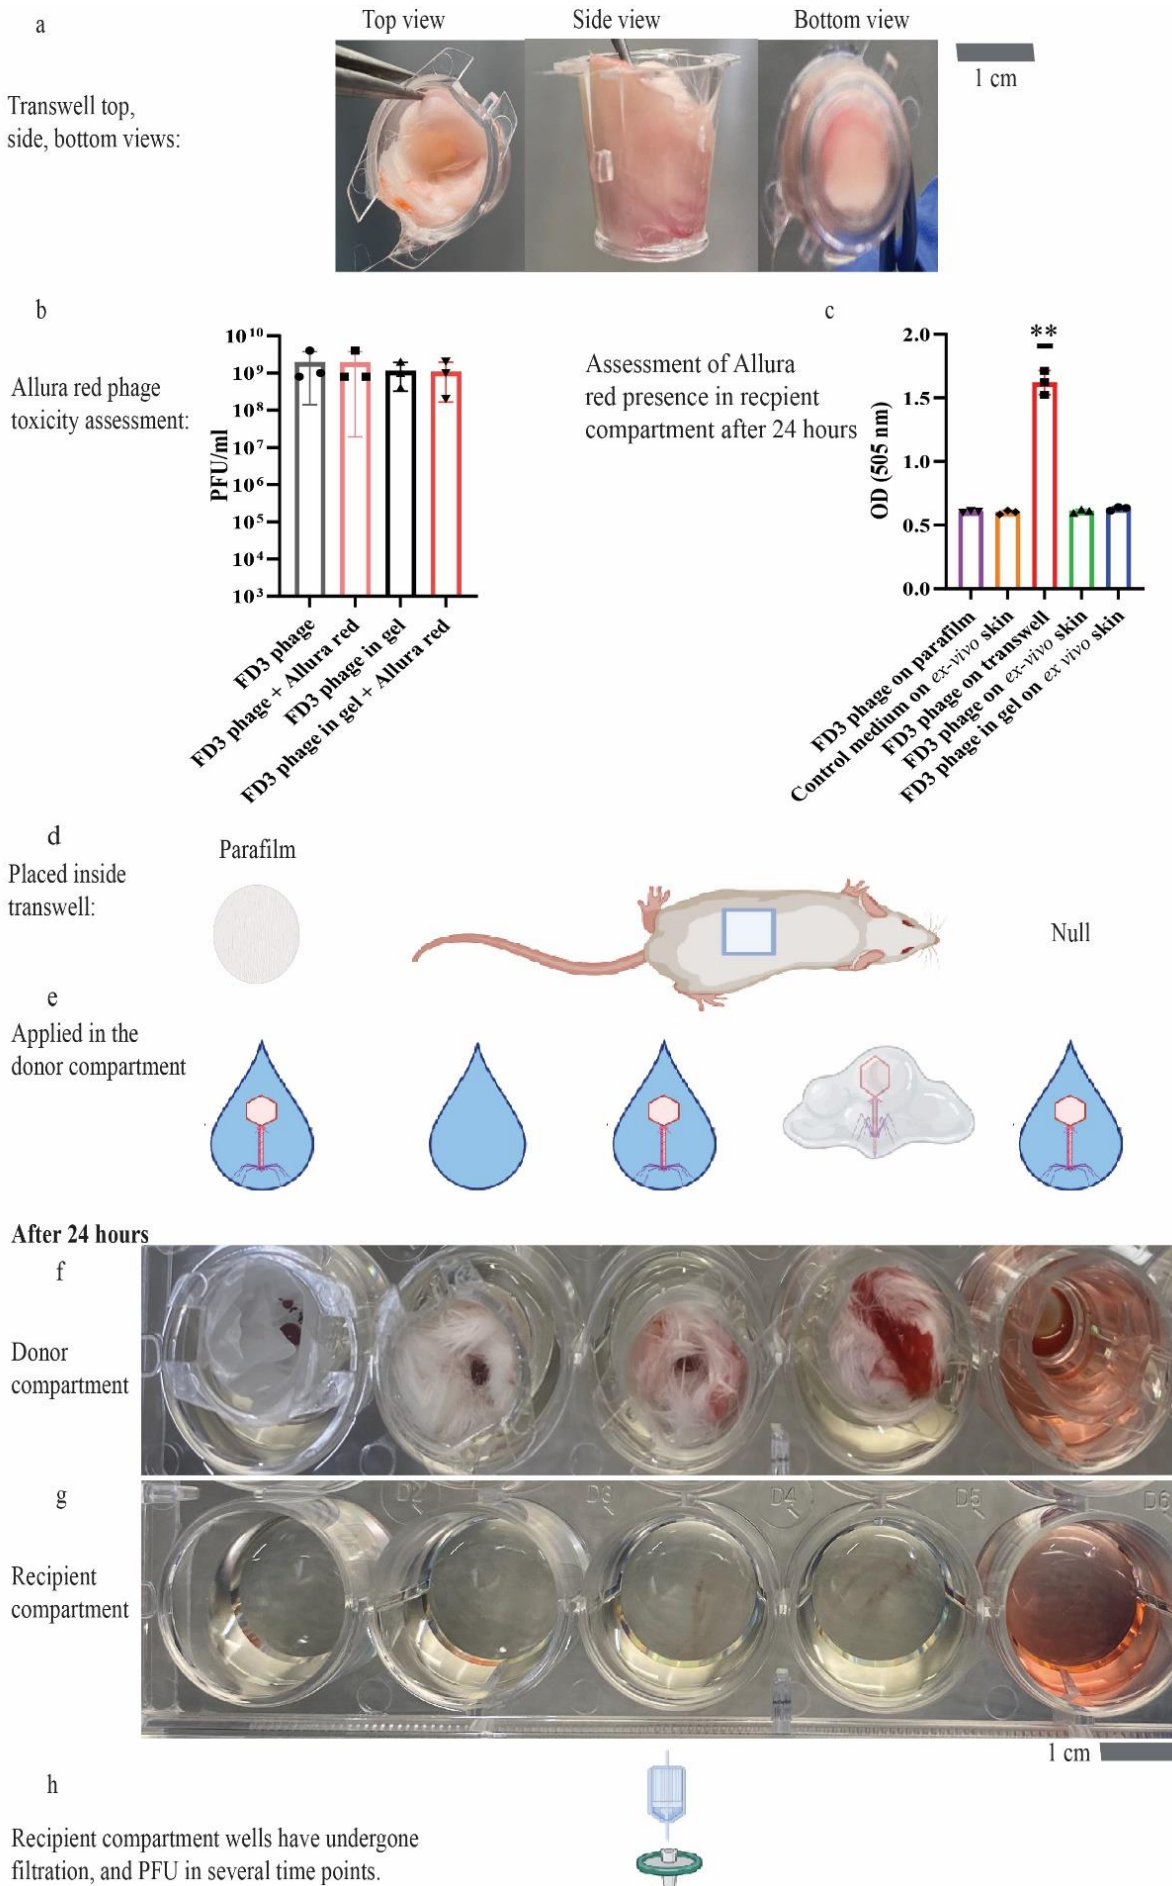 a
Top view
Side view
Bottom view
1 cm
Transwell top,
side, bottom views:
b
Allura red phage
toxicity assessment:
PFU/ml
10¹⁰
10⁹
10⁸
10⁷
10⁶
10⁵
10⁴
10³
FD3 phage
FD3 phage + Allura red
FD3 phage in gel
FD3 phage in gel + Allura red
c
Assessment of Allura
red presence in recpient
compartment after 24 hours
OD (505 nm)
2.0
1.5
1.0
0.5
0.0
**
FD3 phage on parafilm
Control medium on ex-vivo skin
FD3 phage on transwell
FD3 phage on ex-vivo skin
FD3 phage in gel on ex vivo skin
d
Placed inside
transwell:
Parafilm
Null
e
Applied in the
donor compartment
After 24 hours
f
Donor
compartment
g
Recipient
compartment
D2
D3
D4
D5
D6
1 cm
h
Recipient compartment wells have undergone
filtration, and PFU in several time points.